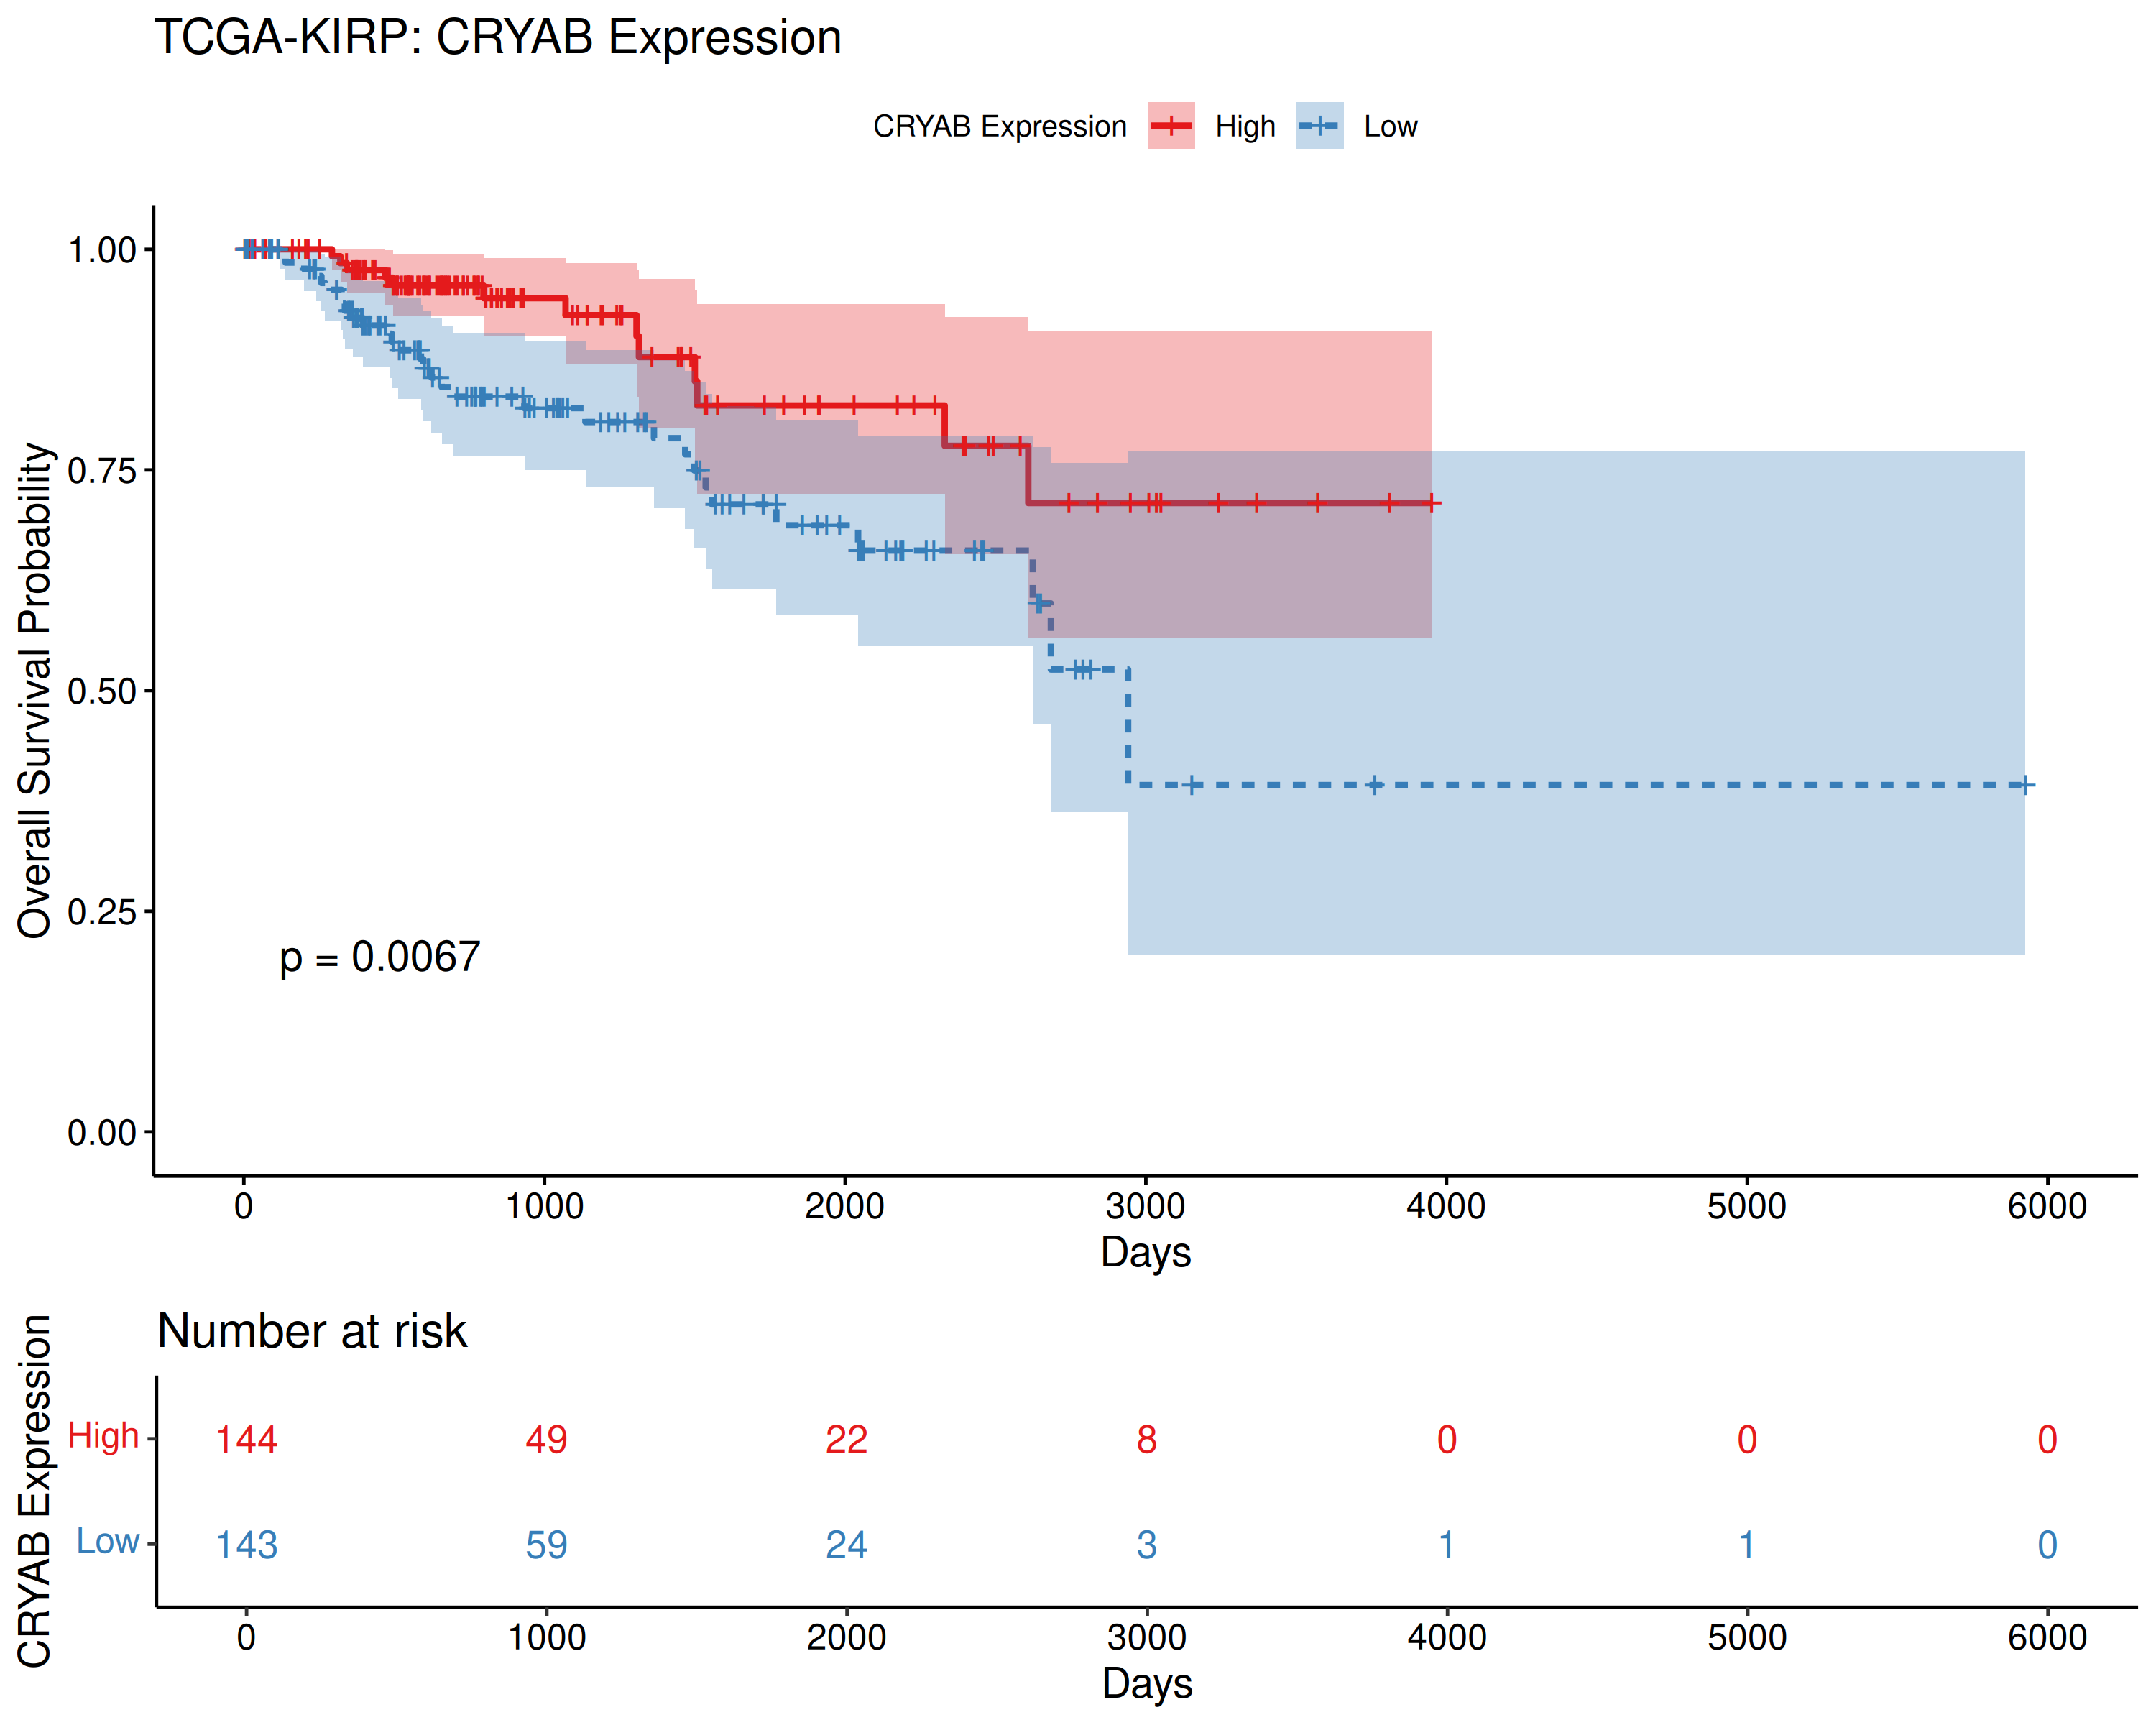 TCGA-KIRP: CRYAB Expression
CRYAB Expression High Low
Overall Survival Probability
1.00
0.75
0.50
0.25
0.00
p = 0.0067
0 1000 2000 3000 4000 5000 6000
Days
Number at risk
CRYAB Expression
High 144 49 22 8 0 0 0
Low 143 59 24 3 1 1 0
0 1000 2000 3000 4000 5000 6000
Days